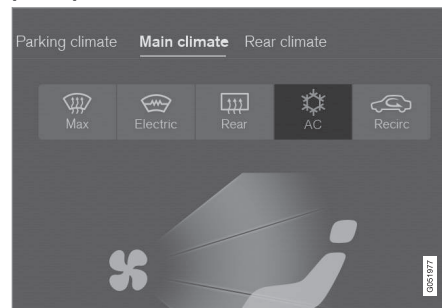 Parking climate Main climate Rear climate
Max Electric Rear AC Recirc
G051977